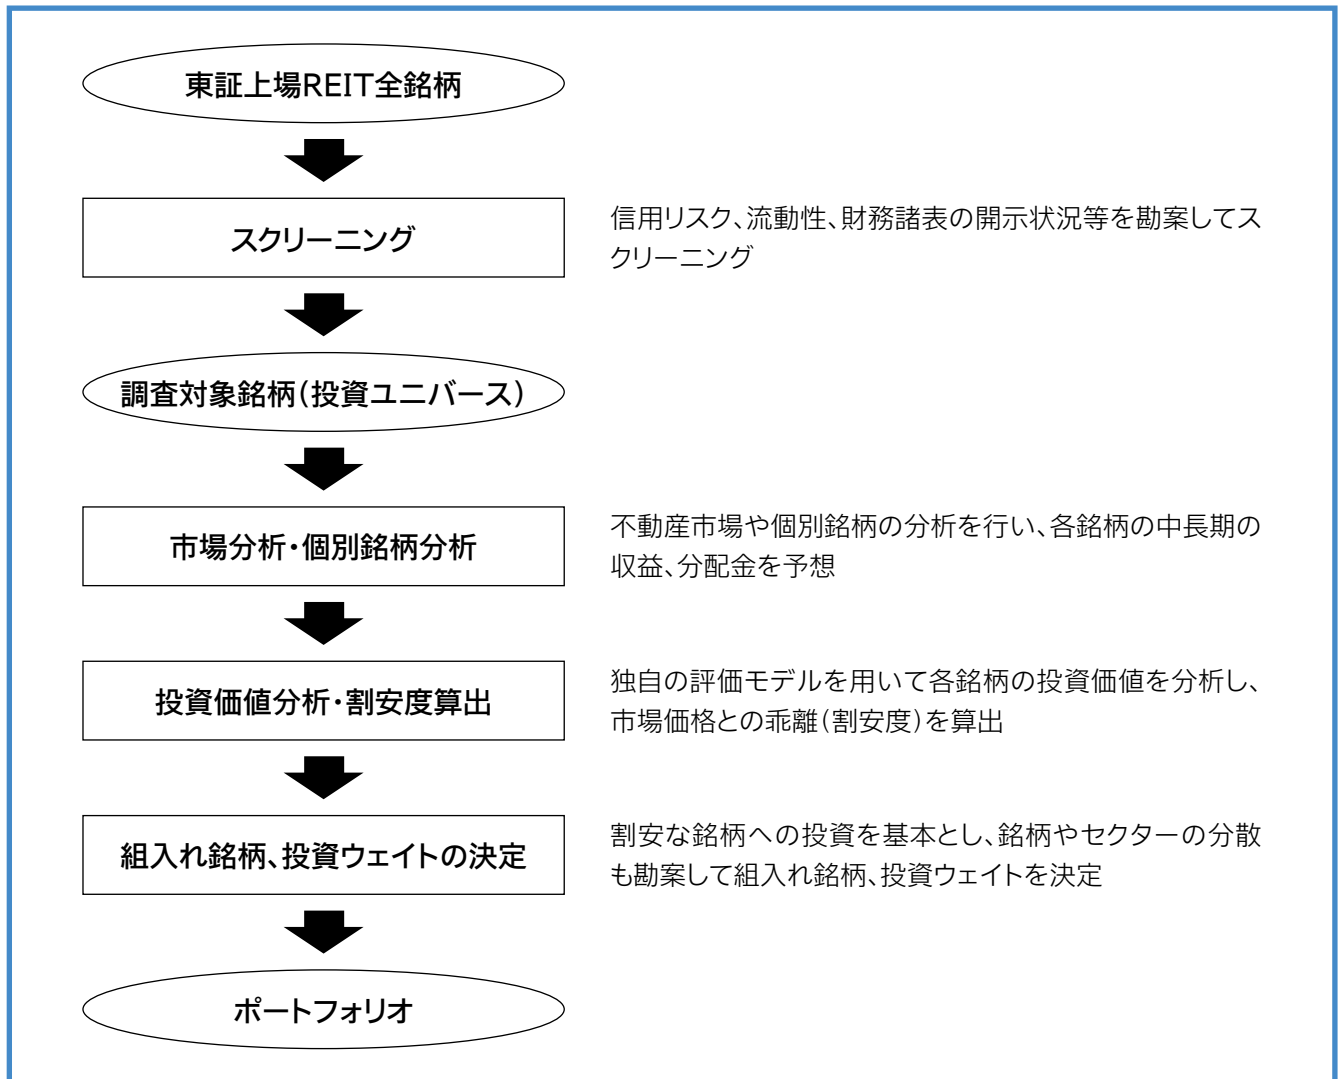 東証上場REIT全銘柄
スクリーニング
信用リスク、流動性、財務諸表の開示状況等を勘案してス
クリーニング
調査対象銘柄(投資ユニバース)
市場分析・個別銘柄分析
不動産市場や個別銘柄の分析を行い、各銘柄の中長期の
収益、分配金を予想
投資価値分析・割安度算出
独自の評価モデルを用いて各銘柄の投資価値を分析し、
市場価格との乖離(割安度)を算出
組入れ銘柄、投資ウェイトの決定
割安な銘柄への投資を基本とし、銘柄やセクターの分散
も勘案して組入れ銘柄、投資ウェイトを決定
ポートフォリオ